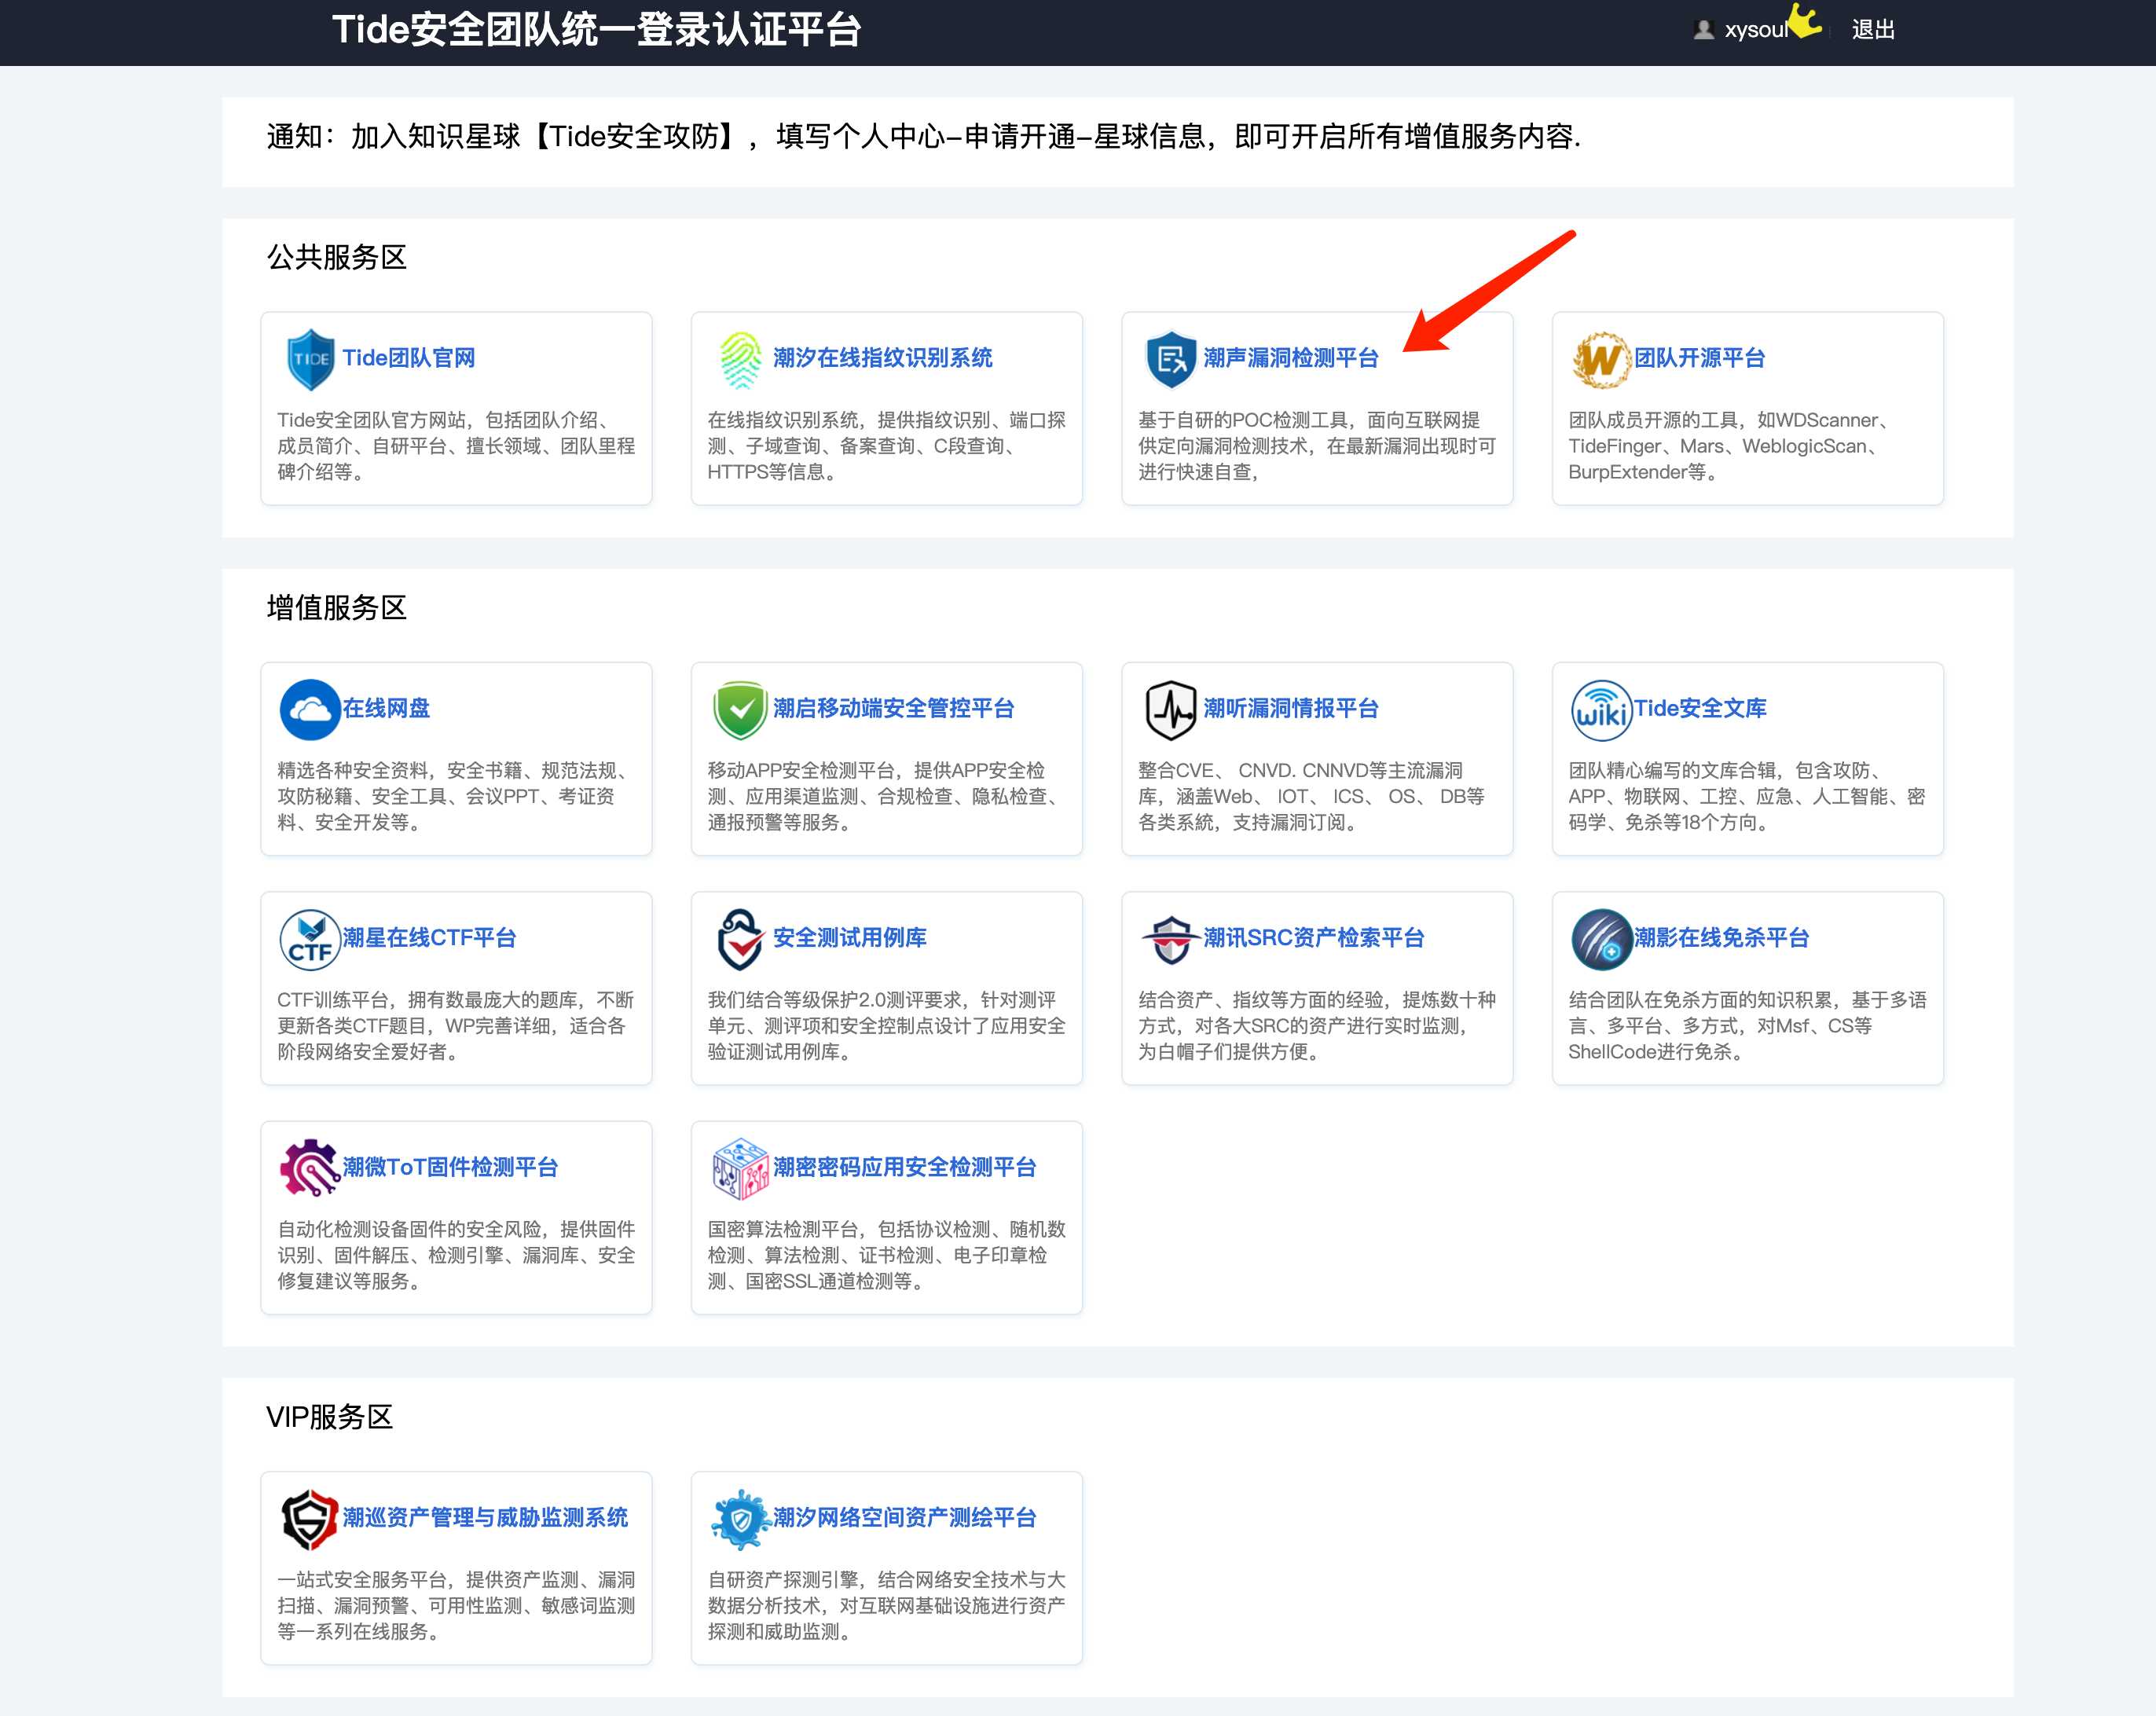 Tide安全团队统一登录认证平台
xysoul
退出
通知：加入知识星球【Tide安全攻防】，填写个人中心–申请开通–星球信息，即可开启所有增值服务内容.
公共服务区
TIDE
Tide团队官网
Tide安全团队官方网站，包括团队介绍、
成员简介、自研平台、擅长领域、团队里程
碑介绍等。
潮汐在线指纹识别系统
在线指纹识别系统，提供指纹识别、端口探
测、子域查询、备案查询、C段查询、
HTTPS等信息。
潮声漏洞检测平台
基于自研的POC检测工具，面向互联网提
供定向漏洞检测技术，在最新漏洞出现时可
进行快速自查，
W
团队开源平台
团队成员开源的工具，如WDScanner、
TideFinger、Mars、WeblogicScan、
BurpExtender等。
增值服务区
在线网盘
精选各种安全资料，安全书籍、规范法规、
攻防秘籍、安全工具、会议PPT、考证资
料、安全开发等。
潮启移动端安全管控平台
移动APP安全检测平台，提供APP安全检
测、应用渠道监测、合规检查、隐私检查、
通报预警等服务。
潮听漏洞情报平台
整合CVE、 CNVD. CNNVD等主流漏洞
库，涵盖Web、 IOT、 ICS、 OS、 DB等
各类系統，支持漏洞订阅。
wiki
Tide安全文库
团队精心编写的文库合辑，包含攻防、
APP、物联网、工控、应急、人工智能、密
码学、免杀等18个方向。
CTF
潮星在线CTF平台
CTF训练平台，拥有数最庞大的题库，不断
更新各类CTF题目，WP完善详细，适合各
阶段网络安全爱好者。
安全测试用例库
我们结合等级保护2.0测评要求，针对测评
单元、测评项和安全控制点设计了应用安全
验证测试用例库。
潮讯SRC资产检索平台
结合资产、指纹等方面的经验，提炼数十种
方式，对各大SRC的资产进行实时监测，
为白帽子们提供方便。
潮影在线免杀平台
结合团队在免杀方面的知识积累，基于多语
言、多平台、多方式，对Msf、CS等
ShellCode进行免杀。
潮微ToT固件检测平台
自动化检测设备固件的安全风险，提供固件
识别、固件解压、检测引擎、漏洞库、安全
修复建议等服务。
潮密密码应用安全检测平台
国密算法检测平台，包括协议检测、随机数
检测、算法检测、证书检测、电子印章检
测、国密SSL通道检测等。
VIP服务区
潮巡资产管理与威胁监测系统
一站式安全服务平台，提供资产监测、漏洞
扫描、漏洞预警、可用性监测、敏感词监测
等一系列在线服务。
潮汐网络空间资产测绘平台
自研资产探测引擎，结合网络安全技术与大
数据分析技术，对互联网基础设施进行资产
探测和威助监测。